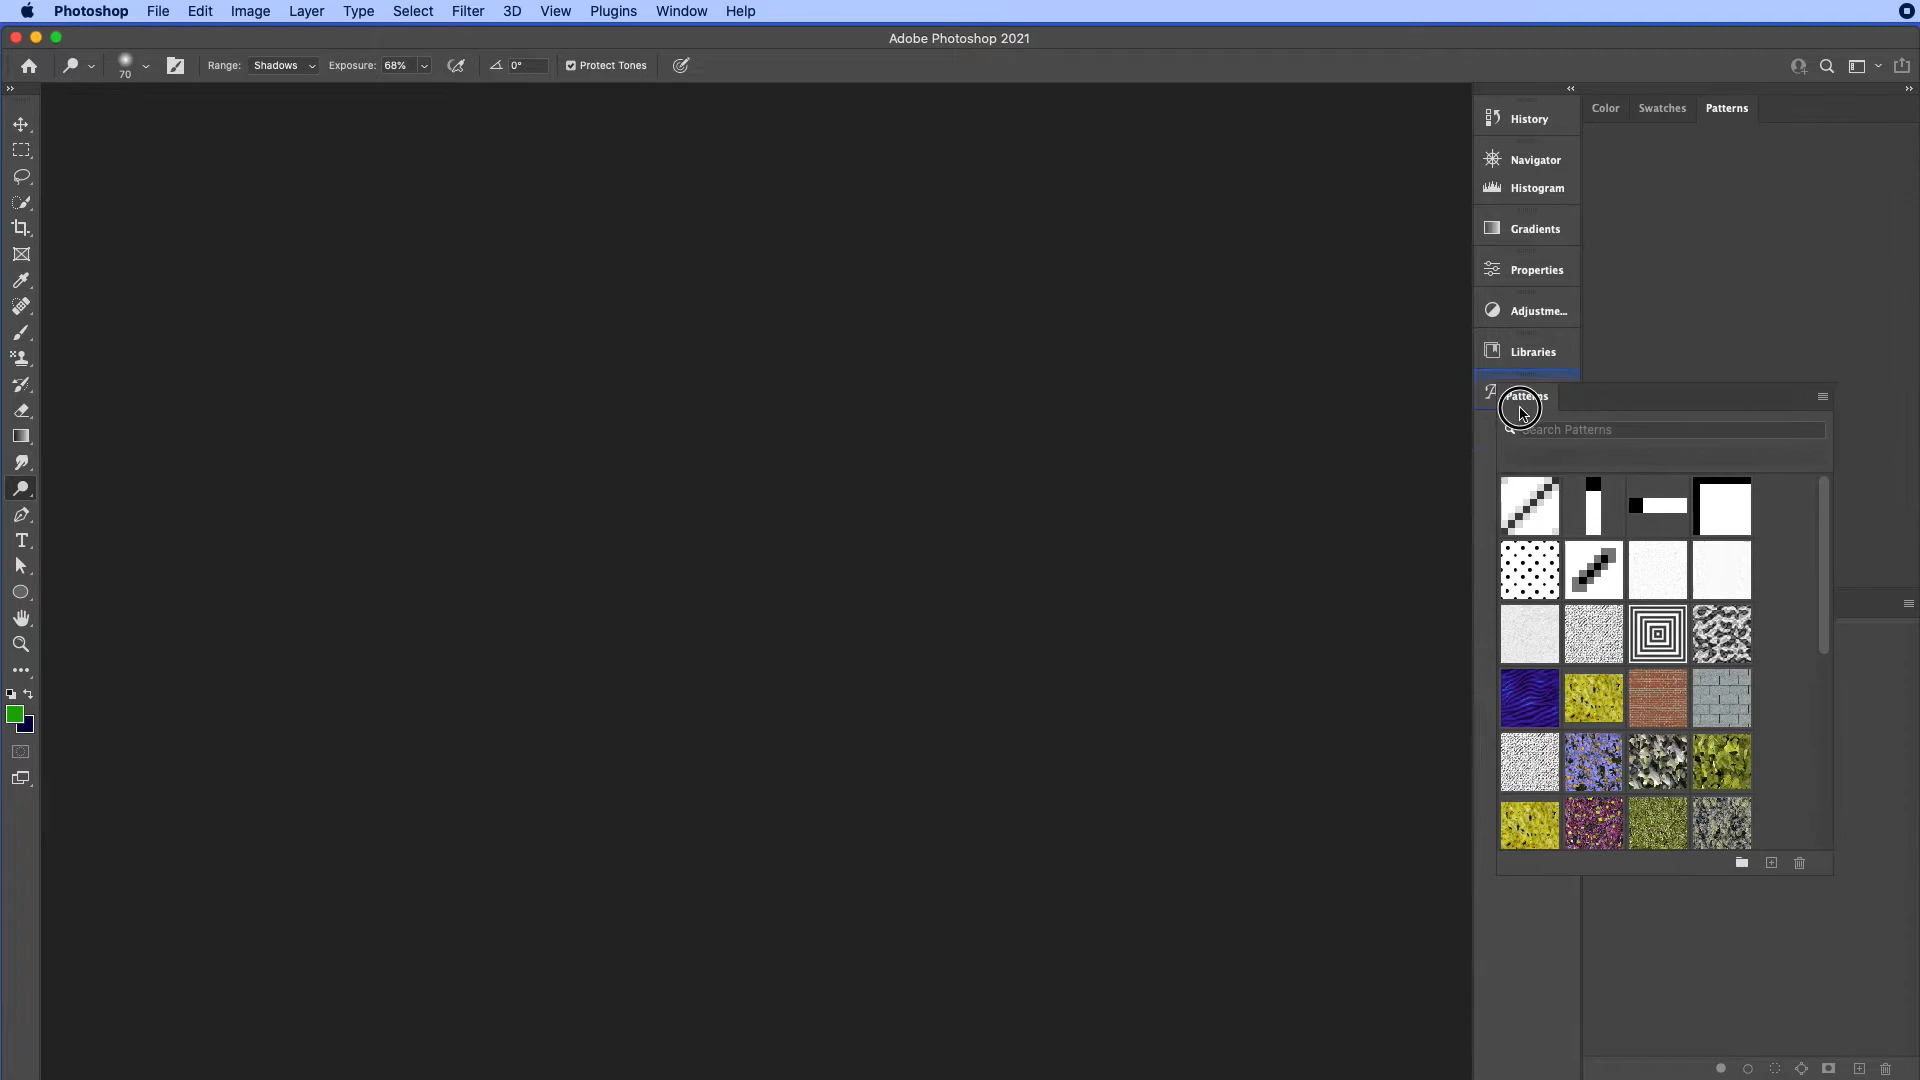 Photoshop File Edit Image Layer Type Select Filter 3D View Plugins Window Help
Adobe Photoshop 2021
70 Range: Shadows Exposure: 68% 0° Protect Tones
History
Navigator
Histogram
Gradients
Properties
Adjustme...
Libraries
Color Swatches Patterns
Patterns
Search Patterns
T